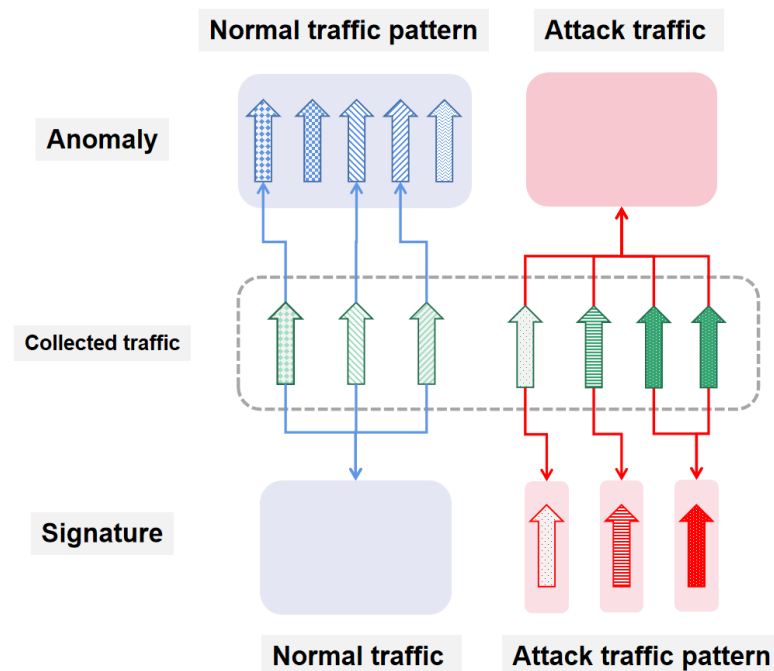 Normal traffic pattern
Attack traffic
Anomaly
Collected traffic
Signature
Normal traffic
Attack traffic pattern